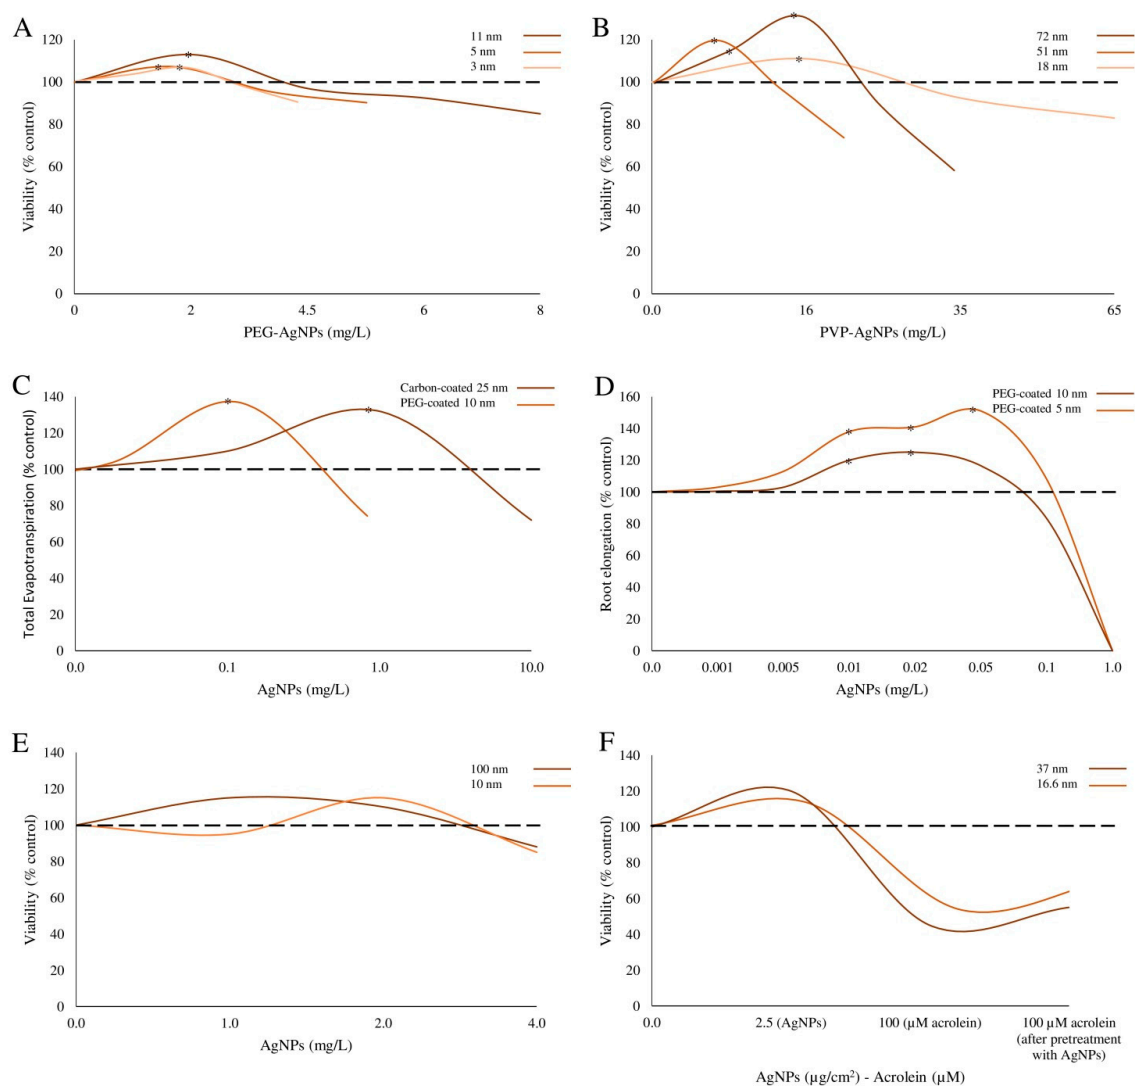 A
11 nm
5 nm
3 nm
120
100
80
60
40
20
0
Viability (% control)
*
*
*
0
2
4.5
6
8
PEG-AgNPs (mg/L)
B
72 nm
51 nm
18 nm
120
100
80
60
40
20
0
Viability (% control)
*
*
*
*
0.0
16
35
65
PVP-AgNPs (mg/L)
C
Carbon-coated 25 nm
PEG-coated 10 nm
140
120
100
80
60
40
20
0
Total Evapotranspiration (% control)
*
*
0.0
0.1
1.0
10.0
AgNPs (mg/L)
D
PEG-coated 10 nm
PEG-coated 5 nm
160
140
120
100
80
60
40
20
0
Root elongation (% control)
*
*
*
*
*
0.0
0.001
0.005
0.01
0.02
0.05
0.1
1.0
AgNPs (mg/L)
E
100 nm
10 nm
140
120
100
80
60
40
20
0
Viability (% control)
0.0
1.0
2.0
4.0
AgNPs (mg/L)
F
37 nm
16.6 nm
140
120
100
80
60
40
20
0
Viability (% control)
0.0
2.5 (AgNPs)
100 (µM acrolein)
100 µM acrolein
(after pretreatment
with AgNPs)
AgNPs (µg/cm²) - Acrolein (µM)